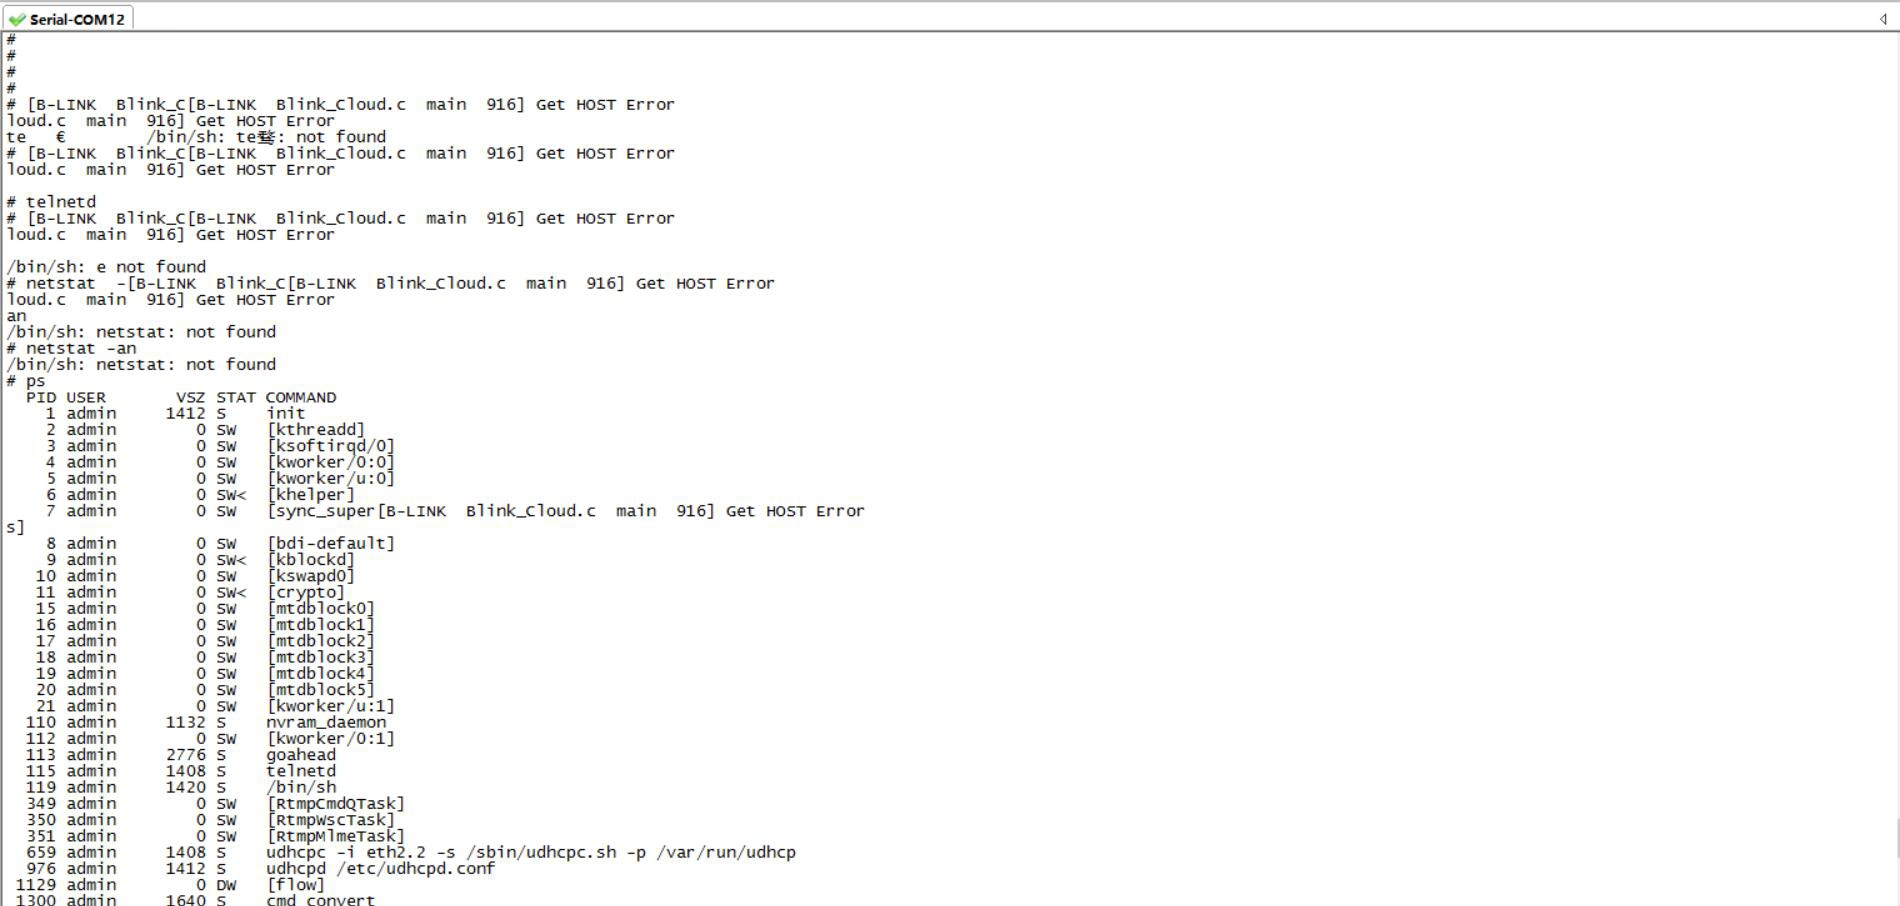 Serial-COM12
#
#
#
#
# [B-LINK  Blink_C[B-LINK  Blink_Cloud.c  main  916] Get HOST Error
loud.c  main  916] Get HOST Error
te   €        /bin/sh: te: not found
# [B-LINK  Blink_C[B-LINK  Blink_Cloud.c  main  916] Get HOST Error
loud.c  main  916] Get HOST Error
# telnetd
# [B-LINK  Blink_C[B-LINK  Blink_Cloud.c  main  916] Get HOST Error
loud.c  main  916] Get HOST Error
/bin/sh: e not found
# netstat  -[B-LINK  Blink_C[B-LINK  Blink_Cloud.c  main  916] Get HOST Error
loud.c  main  916] Get HOST Error
an
/bin/sh: netstat: not found
# netstat -an
/bin/sh: netstat: not found
# ps
  PID USER       VSZ STAT COMMAND
    1 admin     1412 S    init
    2 admin        0 SW   [kthreadd]
    3 admin        0 SW   [ksoftirqd/0]
    4 admin        0 SW   [kworker/0:0]
    5 admin        0 SW   [kworker/u:0]
    6 admin        0 SW<  [khelper]
    7 admin        0 SW   [sync_super[B-LINK  Blink_Cloud.c  main  916] Get HOST Error
s]
    8 admin        0 SW   [bdi-default]
    9 admin        0 SW<  [kblockd]
   10 admin        0 SW   [kswapd0]
   11 admin        0 SW<  [crypto]
   15 admin        0 SW   [mtdblock0]
   16 admin        0 SW   [mtdblock1]
   17 admin        0 SW   [mtdblock2]
   18 admin        0 SW   [mtdblock3]
   19 admin        0 SW   [mtdblock4]
   20 admin        0 SW   [mtdblock5]
   21 admin        0 SW   [kworker/u:1]
  110 admin     1132 S    nvram_daemon
  112 admin        0 SW   [kworker/0:1]
  113 admin     2776 S    goahead
  115 admin     1408 S    telnetd
  119 admin     1420 S    /bin/sh
  349 admin        0 SW   [RtmpCmdQTask]
  350 admin        0 SW   [RtmpWscTask]
  351 admin        0 SW   [RtmpMlmeTask]
  659 admin     1408 S    udhcpc -i eth2.2 -s /sbin/udhcpc.sh -p /var/run/udhcp
  976 admin     1412 S    udhcpd /etc/udhcpd.conf
 1129 admin        0 DW   [flow]
 1300 admin     1640 S    cmd_convert